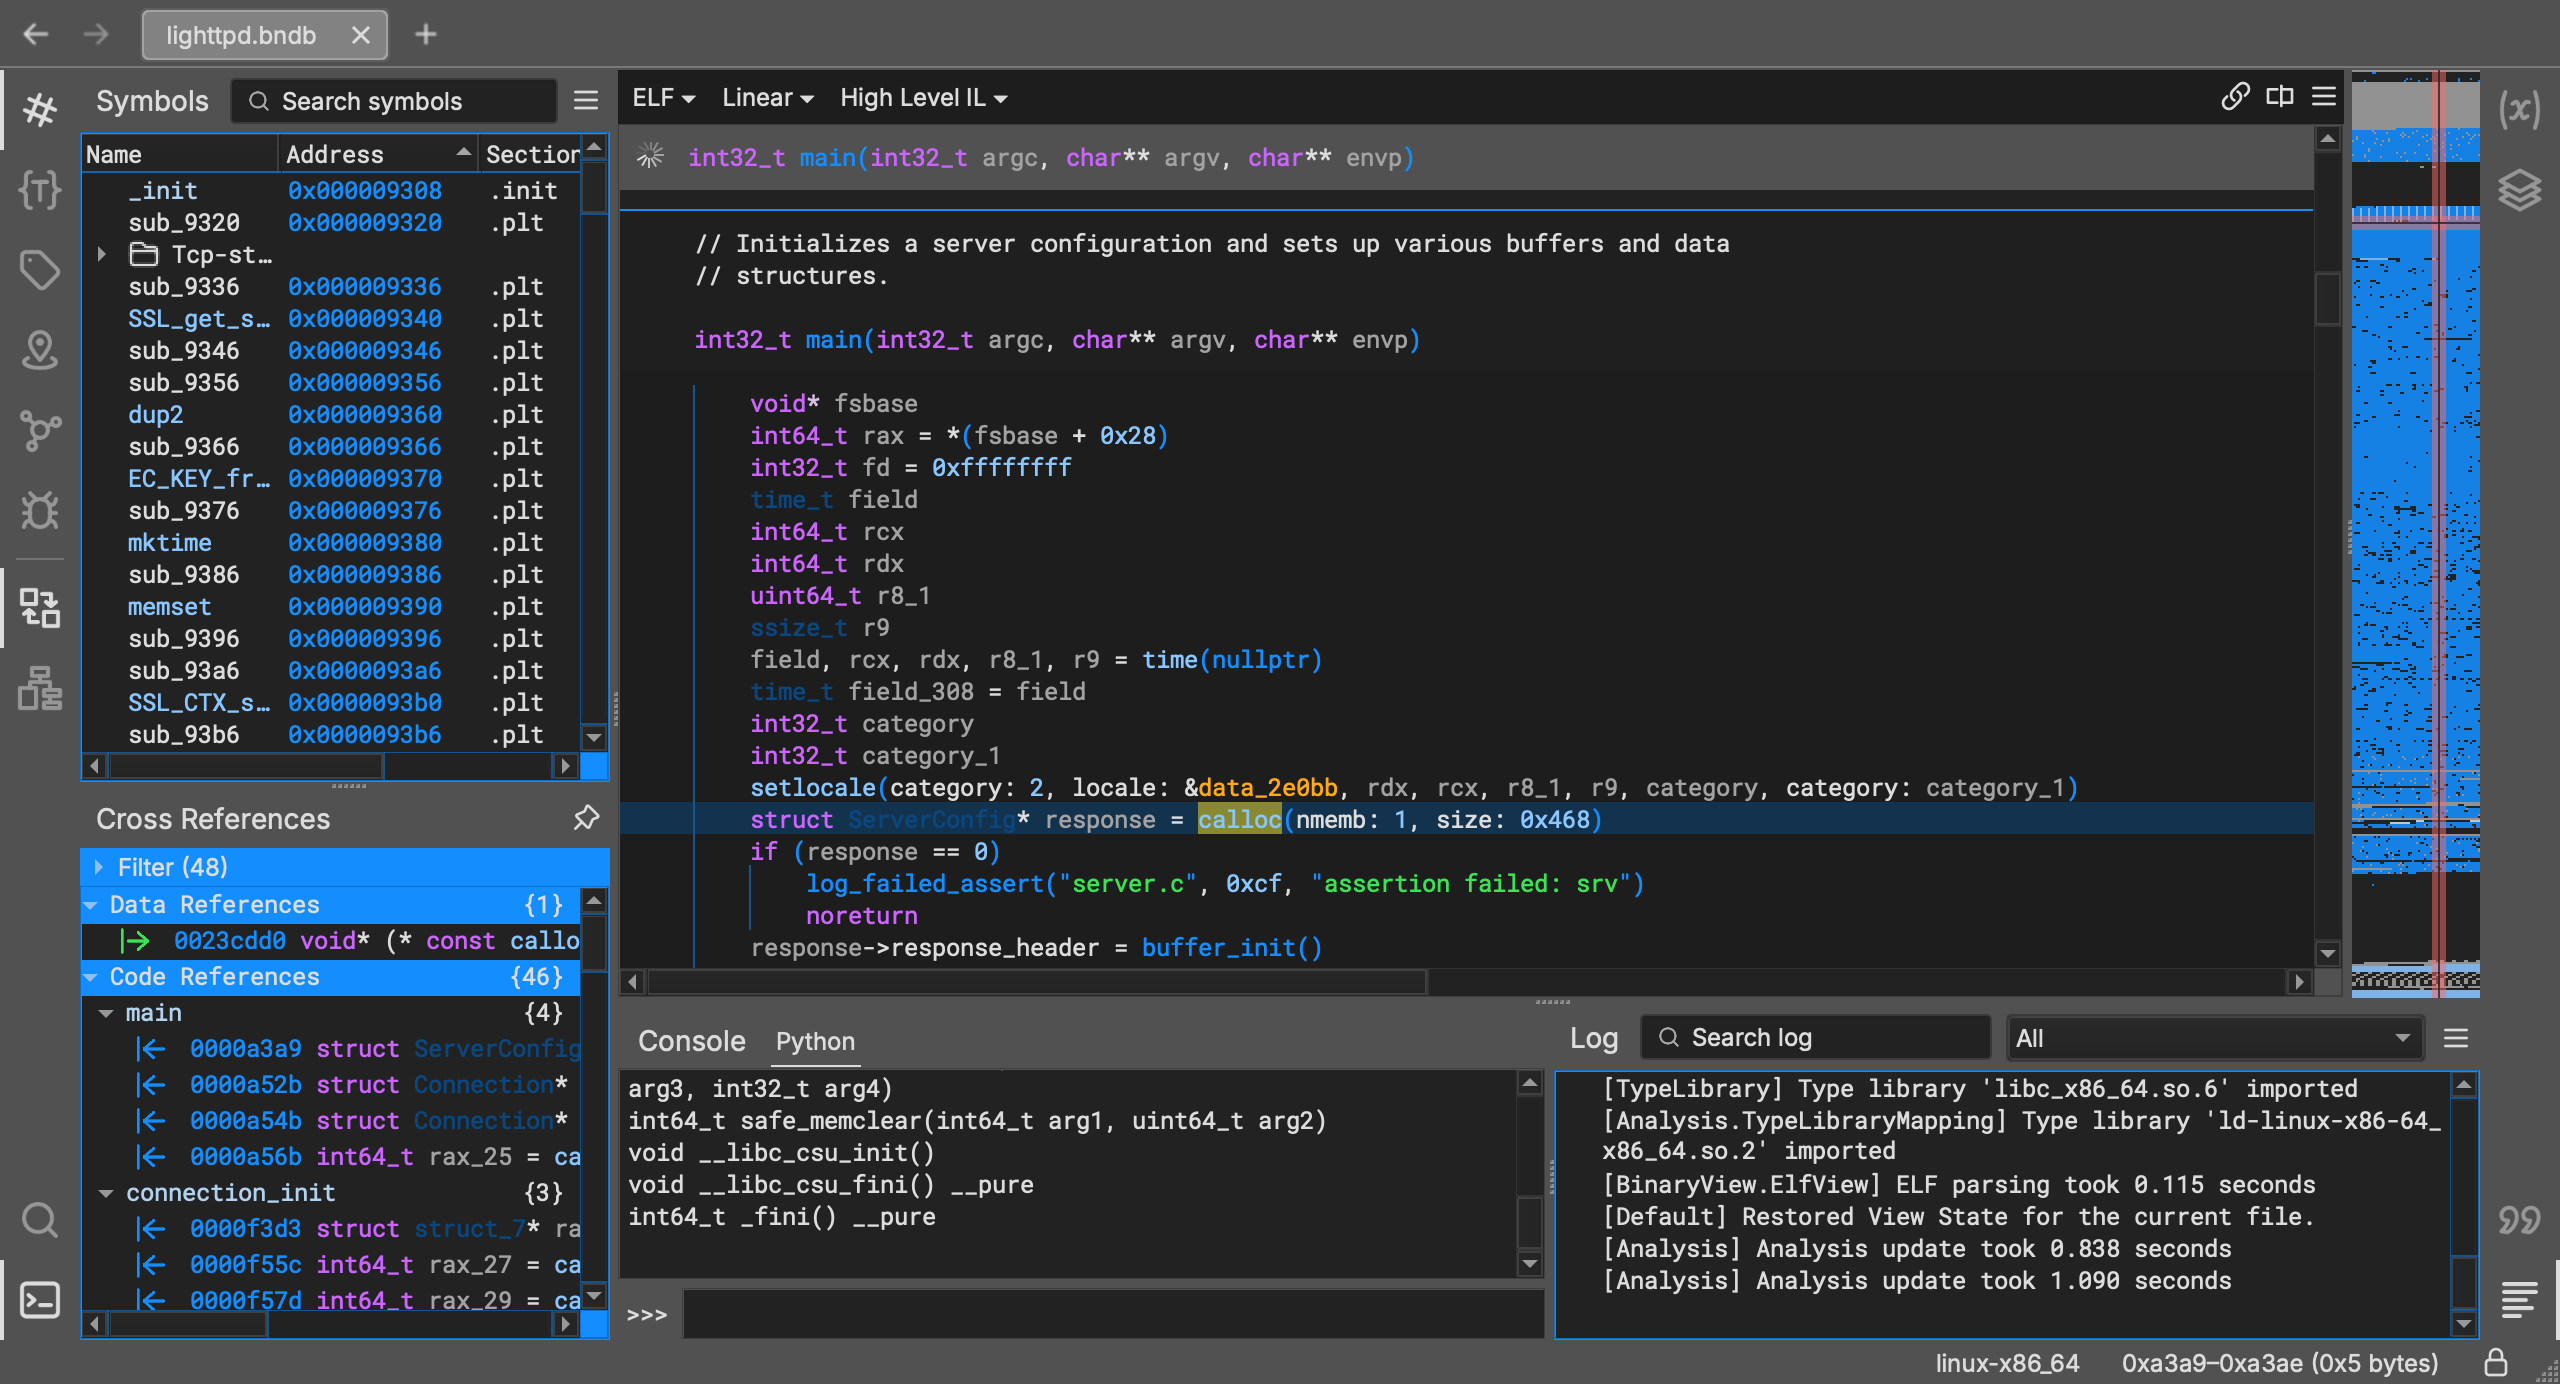 lighttpd.bndb
Symbols
Search symbols
Name Address Section
_init 0x000009308 .init
sub_9320 0x000009320 .plt
Tcp-st…
sub_9336 0x000009336 .plt
SSL_get_s… 0x000009340 .plt
sub_9346 0x000009346 .plt
sub_9356 0x000009356 .plt
dup2 0x000009360 .plt
sub_9366 0x000009366 .plt
EC_KEY_fr… 0x000009370 .plt
sub_9376 0x000009376 .plt
mktime 0x000009380 .plt
sub_9386 0x000009386 .plt
memset 0x000009390 .plt
sub_9396 0x000009396 .plt
sub_93a6 0x0000093a6 .plt
SSL_CTX_s… 0x0000093b0 .plt
sub_93b6 0x0000093b6 .plt
Cross References
Filter (48)
Data References {1}
0023cdd0 void* (* const callo
Code References {46}
main {4}
0000a3a9 struct ServerConfig
0000a52b struct Connection*
0000a54b struct Connection*
0000a56b int64_t rax_25 = ca
connection_init {3}
0000f3d3 struct struct_7* ra
0000f55c int64_t rax_27 = ca
0000f57d int64_t rax_29 = ca
ELF Linear High Level IL
int32_t main(int32_t argc, char** argv, char** envp)
// Initializes a server configuration and sets up various buffers and data
// structures.
int32_t main(int32_t argc, char** argv, char** envp)
void* fsbase
int64_t rax = *(fsbase + 0x28)
int32_t fd = 0xffffffff
time_t field
int64_t rcx
int64_t rdx
uint64_t r8_1
ssize_t r9
field, rcx, rdx, r8_1, r9 = time(nullptr)
time_t field_308 = field
int32_t category
int32_t category_1
setlocale(category: 2, locale: &data_2e0bb, rdx, rcx, r8_1, r9, category, category: category_1)
struct ServerConfig* response = calloc(nmemb: 1, size: 0x468)
if (response == 0)
log_failed_assert("server.c", 0xcf, "assertion failed: srv")
noreturn
response->response_header = buffer_init()
Console Python
arg3, int32_t arg4)
int64_t safe_memclear(int64_t arg1, uint64_t arg2)
void __libc_csu_init()
void __libc_csu_fini() __pure
int64_t _fini() __pure
>>>
Log
Search log
All
[TypeLibrary] Type library 'libc_x86_64.so.6' imported
[Analysis.TypeLibraryMapping] Type library 'ld-linux-x86-64_
x86_64.so.2' imported
[BinaryView.ElfView] ELF parsing took 0.115 seconds
[Default] Restored View State for the current file.
[Analysis] Analysis update took 0.838 seconds
[Analysis] Analysis update took 1.090 seconds
linux-x86_64 0xa3a9–0xa3ae (0x5 bytes)